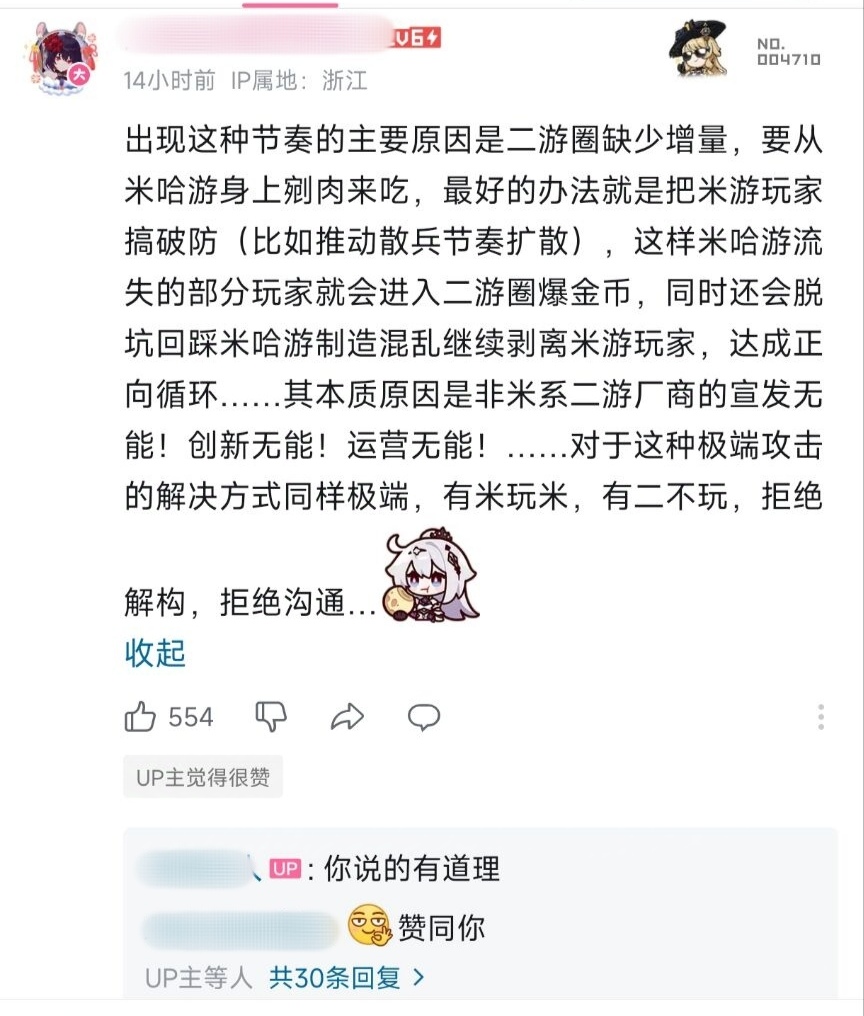 LV6
14小时前 IP属地：浙江
NO.
004710
出现这种节奏的主要原因是二游圈缺少增量，要从
米哈游身上剜肉来吃，最好的办法就是把米游玩家
搞破防（比如推动散兵节奏扩散），这样米哈游流
失的部分玩家就会进入二游圈爆金币，同时还会脱
坑回踩米哈游制造混乱继续剥离米游玩家，达成正
向循环……其本质原因是非米系二游厂商的宣发无
能！创新无能！运营无能！……对于这种极端攻击
的解决方式同样极端，有米玩米，有二不玩，拒绝
解构，拒绝沟通…
收起
554
UP主觉得很赞
UP：你说的有道理
赞同你
UP主等人 共30条回复 >